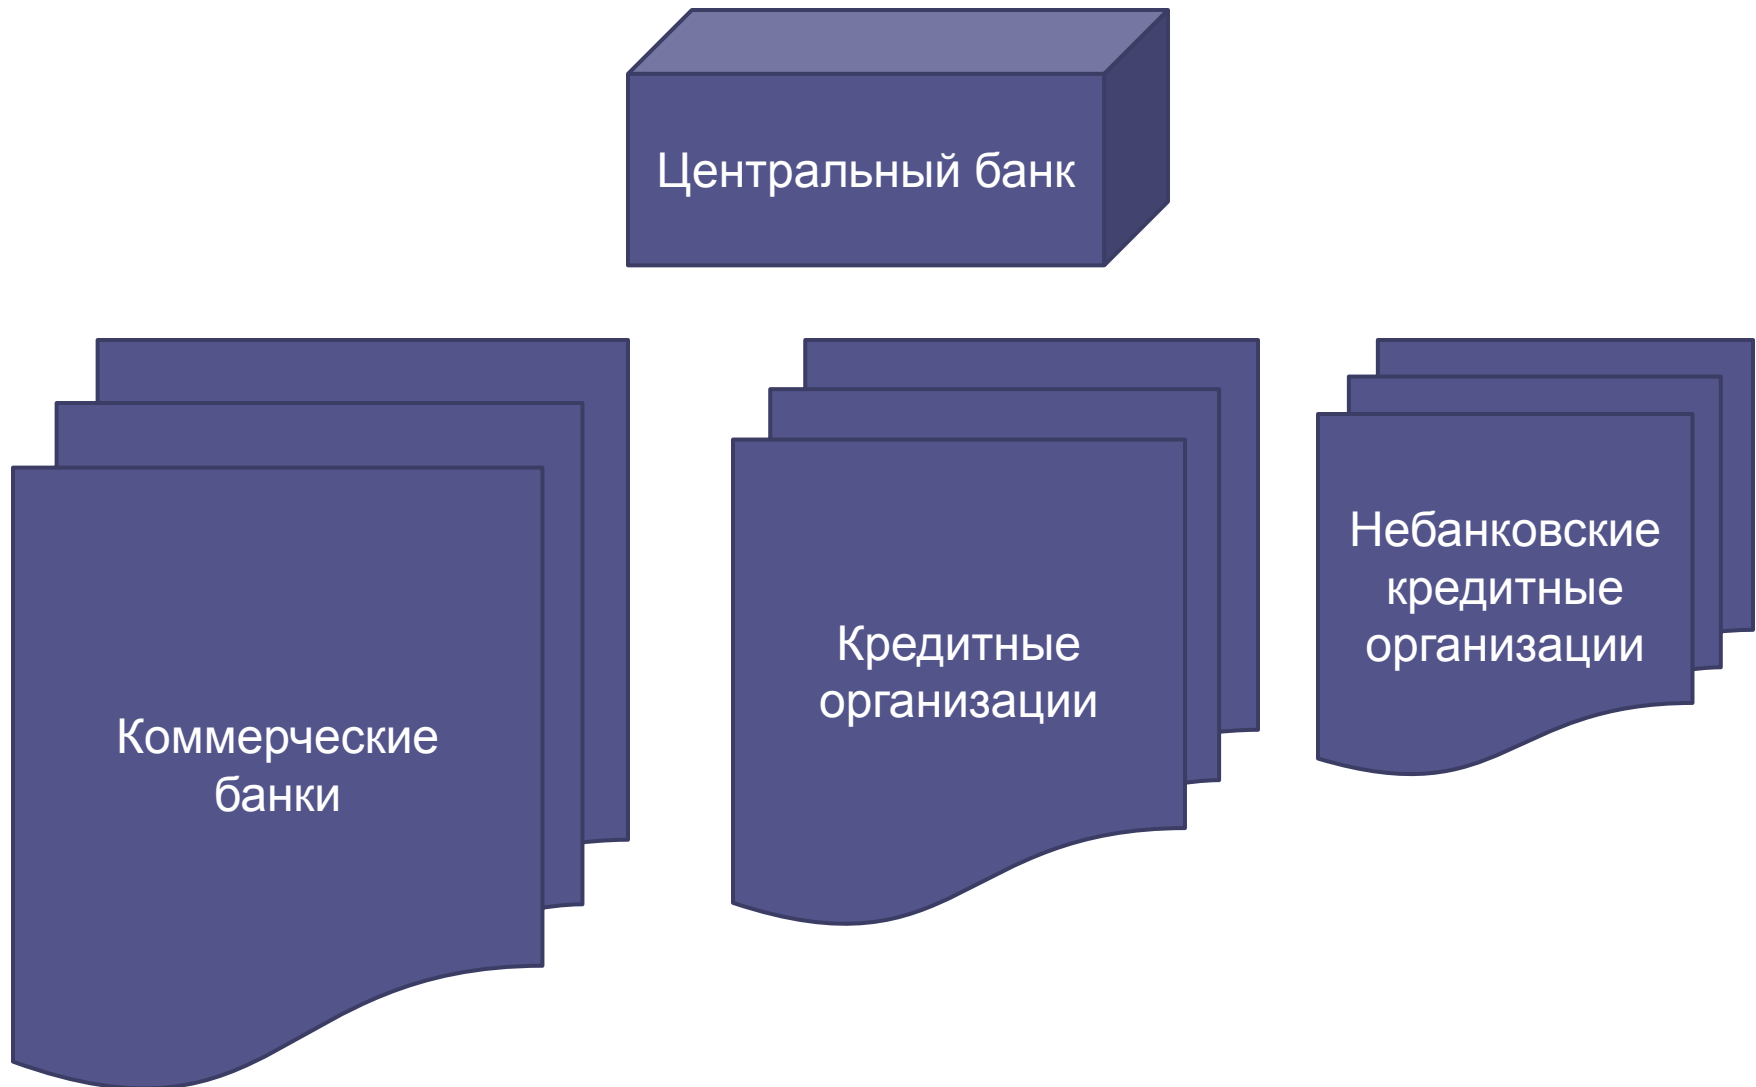 Центральный банк
Коммерческие
банки
Кредитные
организации
Небанковские
кредитные
организации